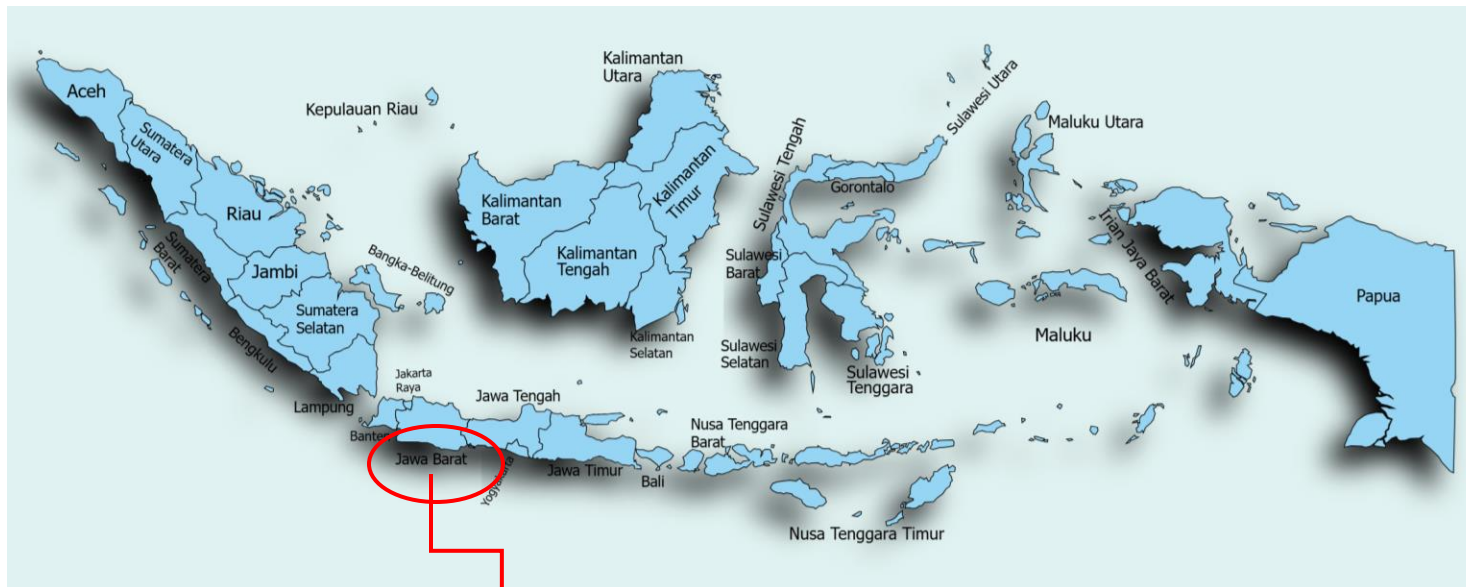 Kalimantan
Utara
Aceh
Kepulauan Riau
Sumatera
Utara
Sulawesi Tengah
Sulawesi Utara
Maluku Utara
Kalimantan
Barat
Kalimantan
Timur
Gorontalo
Riau
Irian Jaya Barat
Sumatera
Barat
Jambi
Bangka-Belitung
Kalimantan
Tengah
Sulawesi
Barat
Papua
Sumatera
Selatan
Bengkulu
Kalimantan
Selatan
Sulawesi
Selatan
Maluku
Sulawesi
Tenggara
Jakarta
Raya
Lampung
Jawa Tengah
Nusa Tenggara
Barat
Banten
Jawa Barat
Yogyakarta
Jawa Timur
Bali
Nusa Tenggara Timur